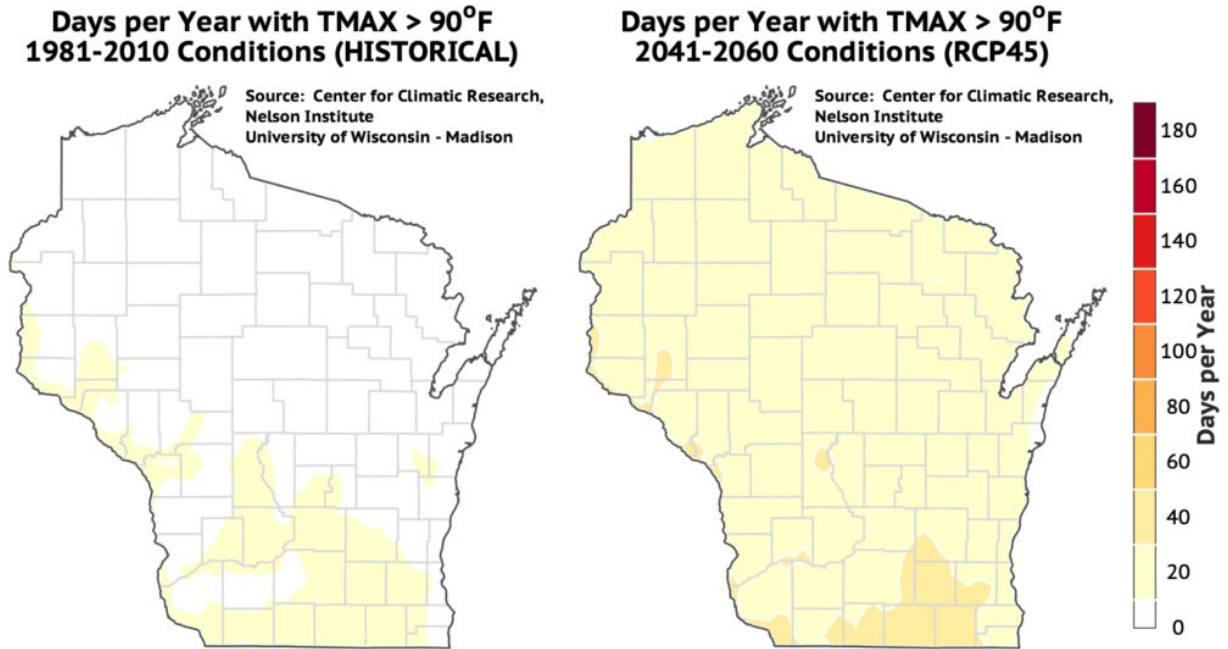 Days per Year with TMAX > 90°F
1981-2010 Conditions (HISTORICAL)
Source: Center for Climatic Research,
Nelson Institute
University of Wisconsin - Madison
Days per Year with TMAX > 90°F
2041-2060 Conditions (RCP45)
Source: Center for Climatic Research,
Nelson Institute
University of Wisconsin - Madison
180
160
140
120
100
80
60
40
20
0
Days per Year